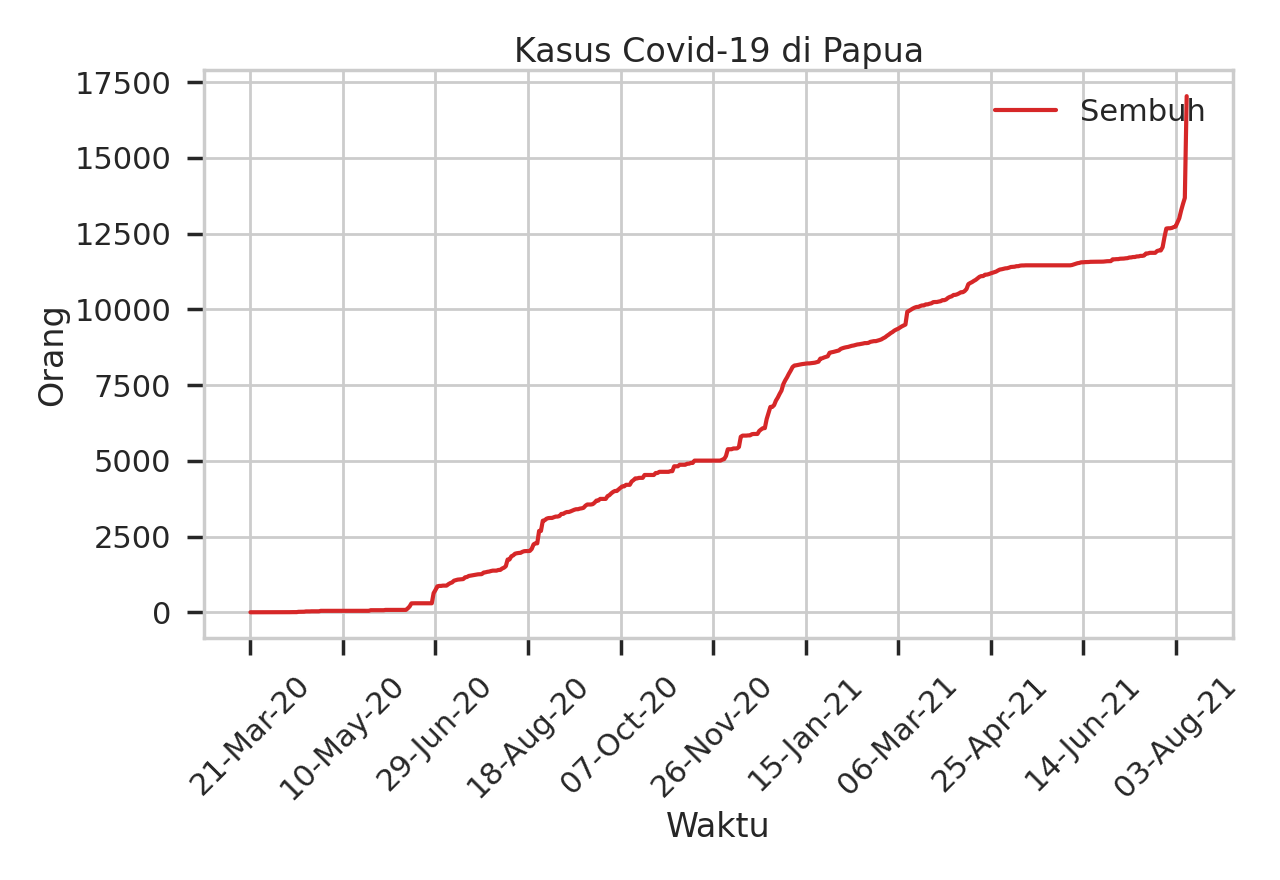 Kasus Covid-19 di Papua
Sembuh
Orang
17500
15000
12500
10000
7500
5000
2500
0
21-Mar-20
10-May-20
29-Jun-20
18-Aug-20
07-Oct-20
26-Nov-20
15-Jan-21
06-Mar-21
25-Apr-21
14-Jun-21
03-Aug-21
Waktu